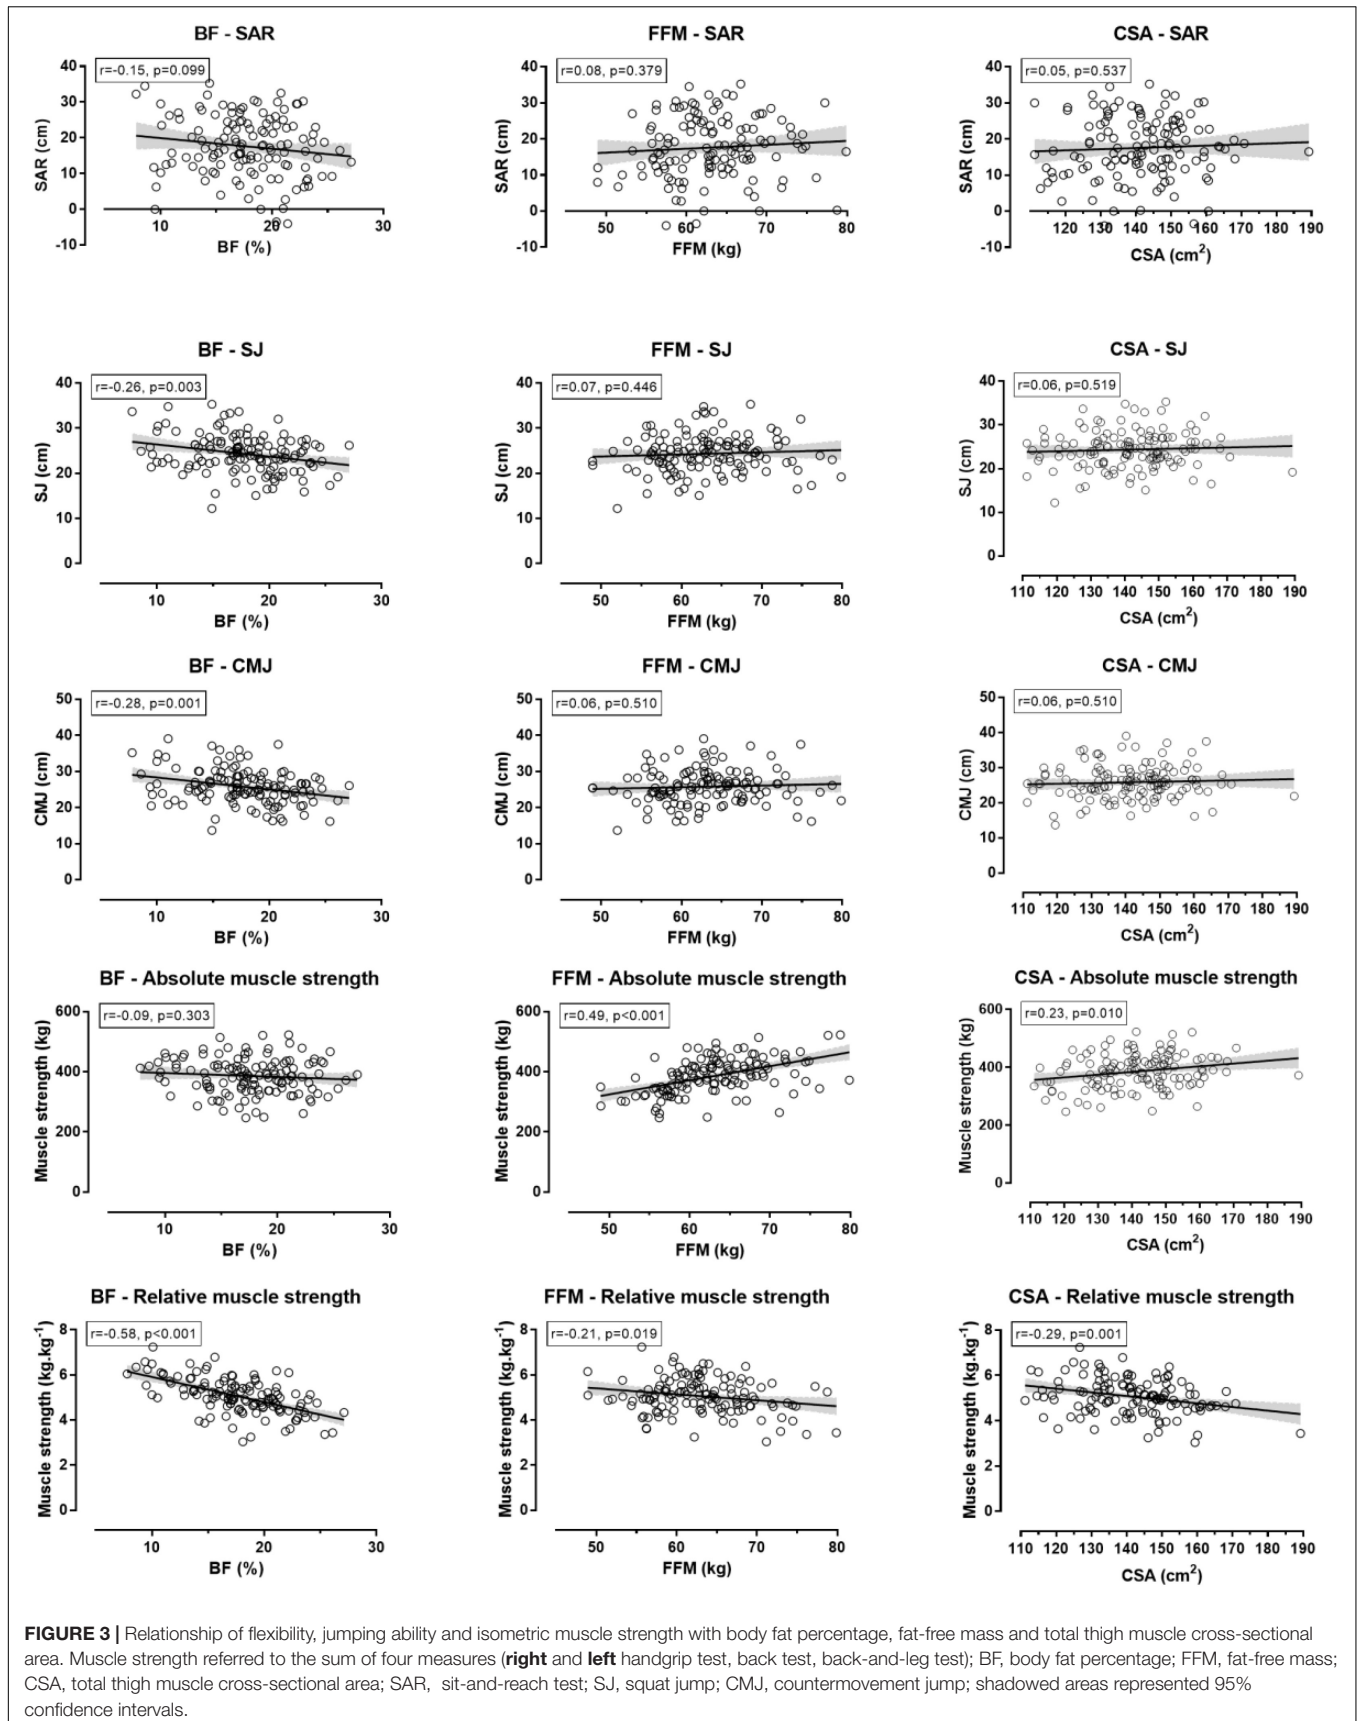 BF - SAR
r=-0.15, p=0.099
SAR (cm)
40
30
20
10
0
-10
10
20
30
BF (%)
FFM - SAR
r=0.08, p=0.379
SAR (cm)
40
30
20
10
0
-10
50
60
70
80
FFM (kg)
CSA - SAR
r=0.05, p=0.537
SAR (cm)
40
30
20
10
0
-10
120 130 140 150 160 170 180 190
CSA (cm²)
BF - SJ
r=-0.26, p=0.003
SJ (cm)
40
30
20
10
0
10
20
30
BF (%)
FFM - SJ
r=0.07, p=0.446
SJ (cm)
40
30
20
10
0
50
60
70
80
FFM (kg)
CSA - SJ
r=0.06, p=0.519
SJ (cm)
40
30
20
10
0
110 120 130 140 150 160 170 180 190
CSA (cm²)
BF - CMJ
r=-0.28, p=0.001
CMJ (cm)
50
40
30
20
10
0
10
20
30
BF (%)
FFM - CMJ
r=0.06, p=0.510
CMJ (cm)
50
40
30
20
10
0
50
60
70
80
FFM (kg)
CSA - CMJ
r=0.06, p=0.510
CMJ (cm)
50
40
30
20
10
0
110 120 130 140 150 160 170 180 190
CSA (cm²)
BF - Absolute muscle strength
r=-0.09, p=0.303
Muscle strength (kg)
600
400
200
0
10
20
30
BF (%)
FFM - Absolute muscle strength
r=0.49, p<0.001
Muscle strength (kg)
600
400
200
0
50
60
70
80
FFM (kg)
CSA - Absolute muscle strength
r=0.23, p=0.010
Muscle strength (kg)
600
400
200
0
110 120 130 140 150 160 170 180 190
CSA (cm²)
BF - Relative muscle strength
r=-0.58, p<0.001
Muscle strength (kg.kg⁻¹)
8
6
4
2
0
10
20
30
BF (%)
FFM - Relative muscle strength
r=-0.21, p=0.019
Muscle strength (kg.kg⁻¹)
8
6
4
2
0
50
60
70
80
FFM (kg)
CSA - Relative muscle strength
r=-0.29, p=0.001
Muscle strength (kg.kg⁻¹)
8
6
4
2
0
110 120 130 140 150 160 170 180 190
CSA (cm²)
FIGURE 3 | Relationship of flexibility, jumping ability and isometric muscle strength with body fat percentage, fat-free mass and total thigh muscle cross-sectional
area. Muscle strength referred to the sum of four measures (right and left handgrip test, back test, back-and-leg test); BF, body fat percentage; FFM, fat-free mass;
CSA, total thigh muscle cross-sectional area; SAR, sit-and-reach test; SJ, squat jump; CMJ, countermovement jump; shadowed areas represented 95%
confidence intervals.